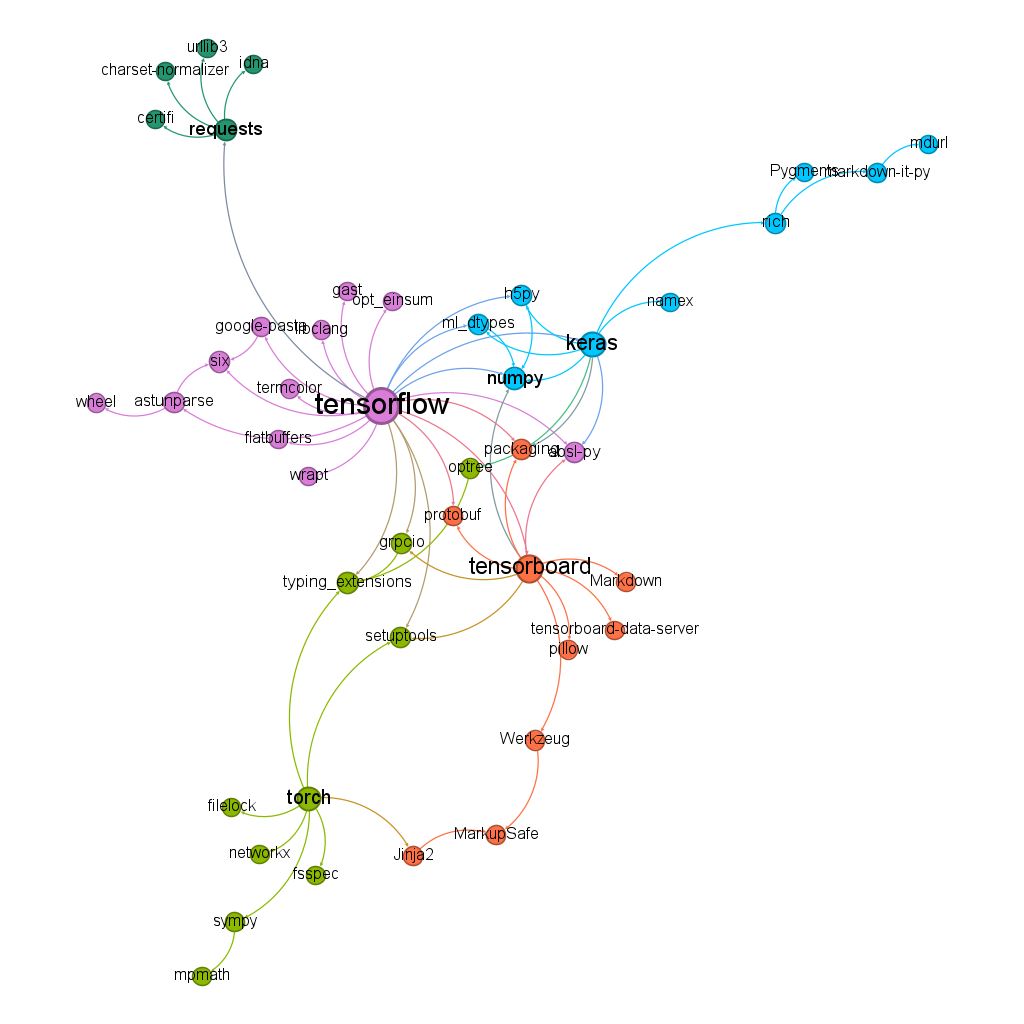 urllib3
idna
charset-normalizer
certifi
requests
mdurl
Pygments
markdown-it-py
rich
gast
opt_einsum
h5py
namex
google-pasta
libclang
ml_dtypes
keras
six
termcolor
numpy
wheel
astunparse
tensorflow
flatbuffers
packaging
absl-py
optree
wrapt
protobuf
grpcio
tensorboard
typing_extensions
Markdown
setuptools
tensorboard-data-server
pillow
Werkzeug
torch
filelock
MarkupSafe
networkx
Jinja2
fsspec
sympy
mpmath